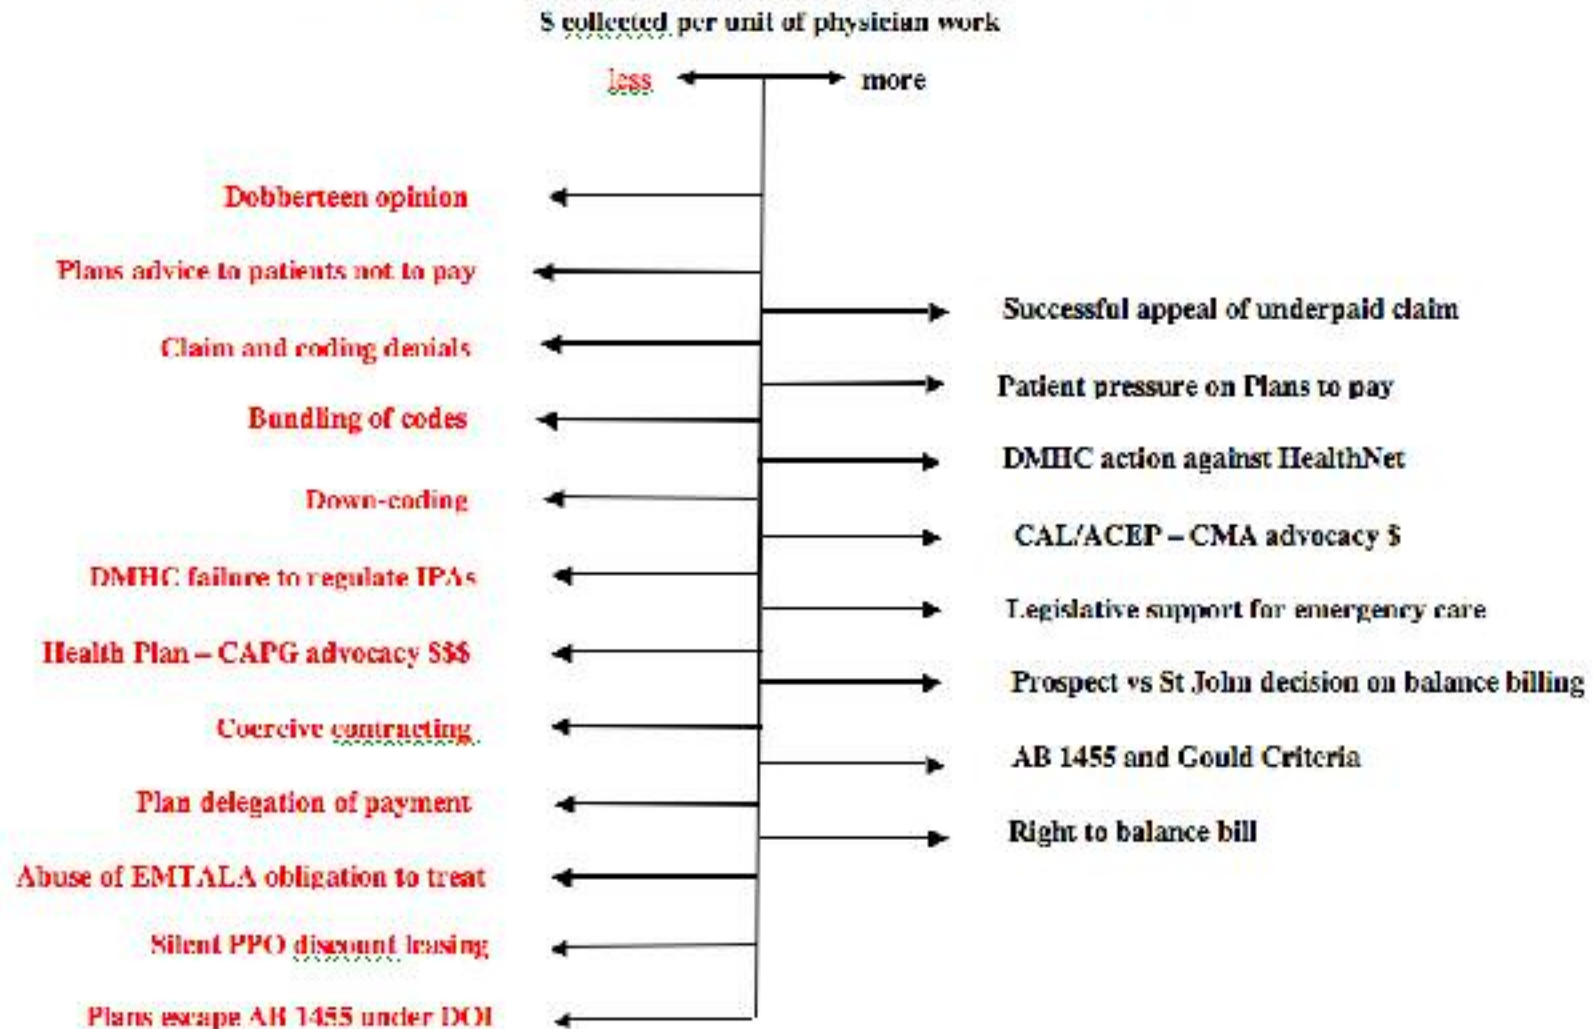 $ collected per unit of physician work
less more
Dobberteen opinion
Plans advice to patients not to pay
Successful appeal of underpaid claim
Claim and coding denials
Patient pressure on Plans to pay
Bundling of codes
DMHC action against HealthNet
Down-coding
CAL/ACEP – CMA advocacy $
DMHC failure to regulate IPAs
Legislative support for emergency care
Health Plan – CAPG advocacy $$$
Prospect vs St John decision on balance billing
Coercive contracting
AB 1455 and Gould Criteria
Plan delegation of payment
Right to balance bill
Abuse of EMTALA obligation to treat
Silent PPO discount leasing
Plans escape AB 1455 under DOI